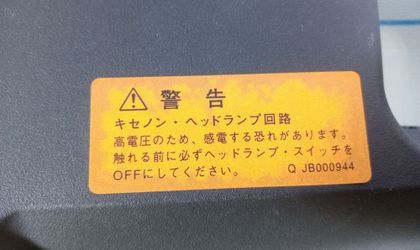 警告
キセノン・ヘッドランプ回路
高電圧のため、感電する恐れがあります。
触れる前に必ずヘッドランプ・スイッチを
OFFにしてください。 Q JB000944